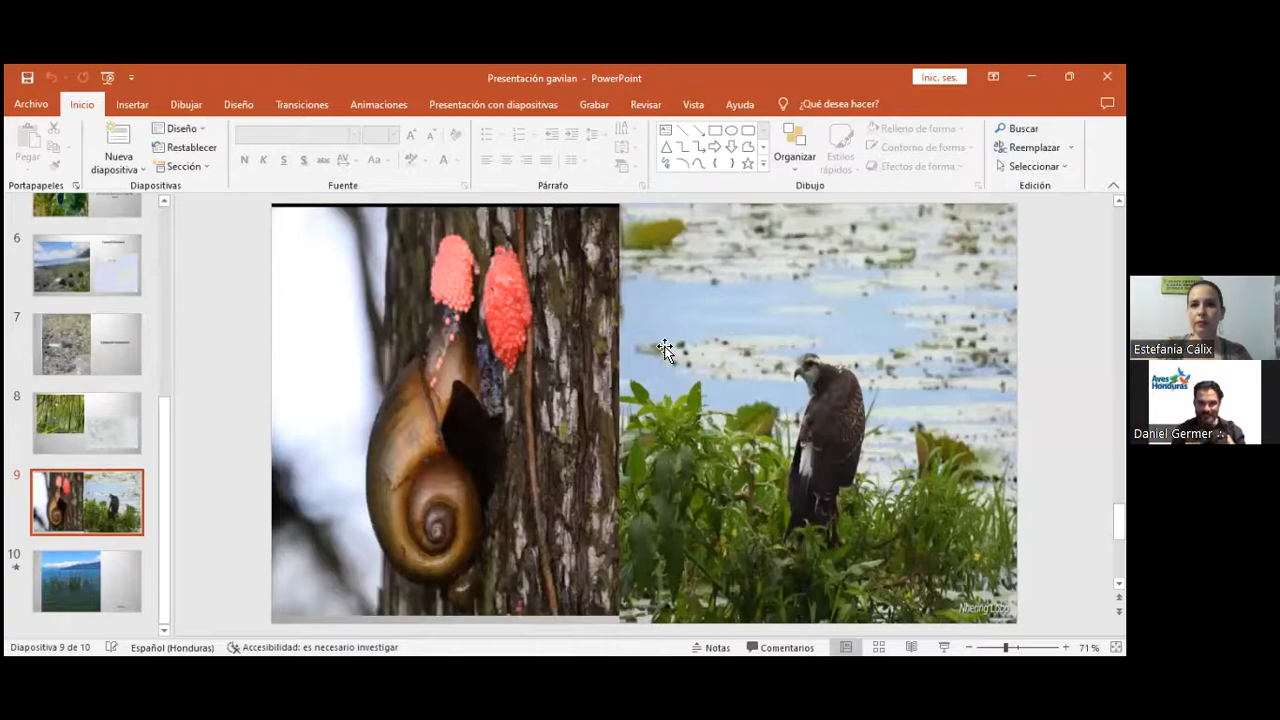 Presentación gavilan - PowerPoint
Inic. ses.
Archivo Inicio Insertar Dibujar Diseño Transiciones Animaciones Presentación con diapositivas Grabar Revisar Vista Ayuda ¿Qué desea hacer?
Pegar
Nueva diapositiva
Diseño
Restablecer
Sección
N K S S abc AV Aa A
Organizar
Estilos rápidos
Relleno de forma
Contorno de forma
Efectos de forma
Buscar
Reemplazar
Seleccionar
Portapapeles Diapositivas Fuente Párrafo Dibujo Edición
6
7
8
9
10
Nhering Lobo
Estefania Cálix
Aves Honduras
Daniel Germer
Diapositiva 9 de 10 Español (Honduras) Accesibilidad: es necesario investigar Notas Comentarios 71 %